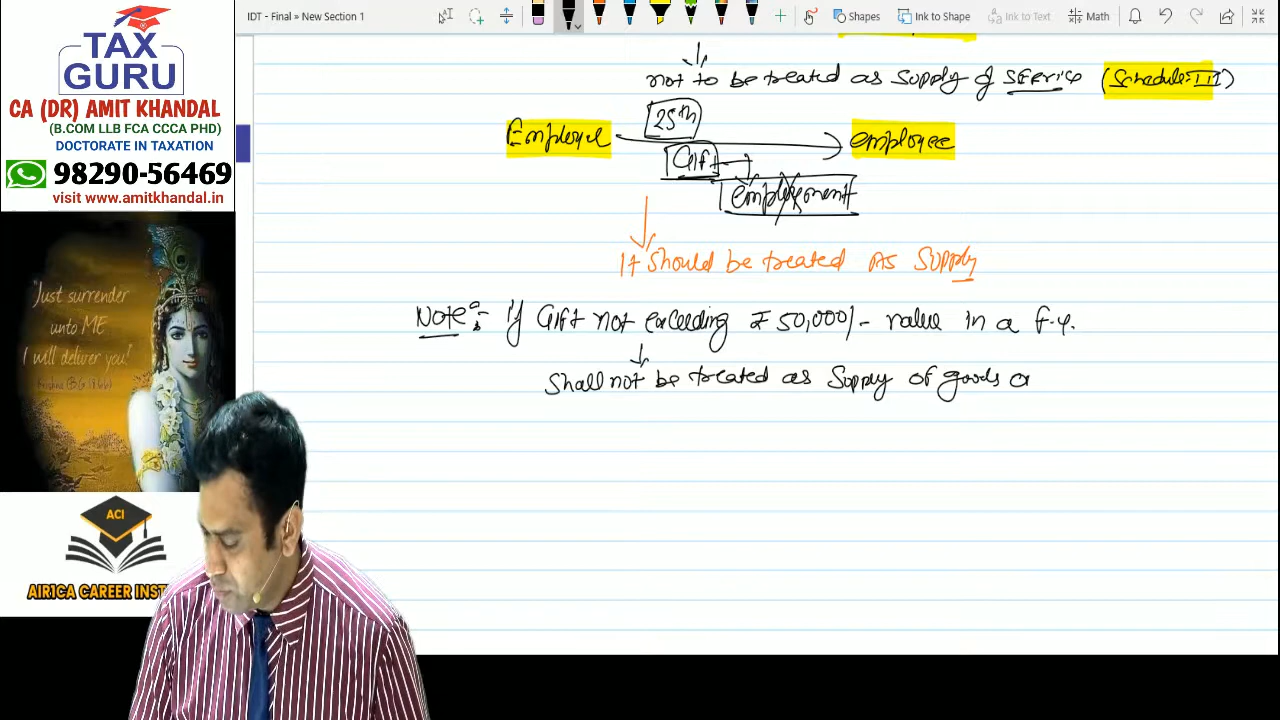 IDT - Final » New Section 1
Shapes
Ink to Shape
Ink to Text
Math
TAX
GURU
CA (DR) AMIT KHANDAL
(B.COM LLB FCA CCCA PHD)
DOCTORATE IN TAXATION
98290-56469
visit www.amitkhandal.in
"Just surrender
unto ME
I will deliver you!"
ACI
AIR1CA CAREER INST
not to be treated as supply of service (Schedule-III)
25th
Employer
employee
Gift
employement
It should be treated as supply
Note:- If Gift not exceeding ₹50,000/- value in a f.y.
Shall not be treated as supply of goods o